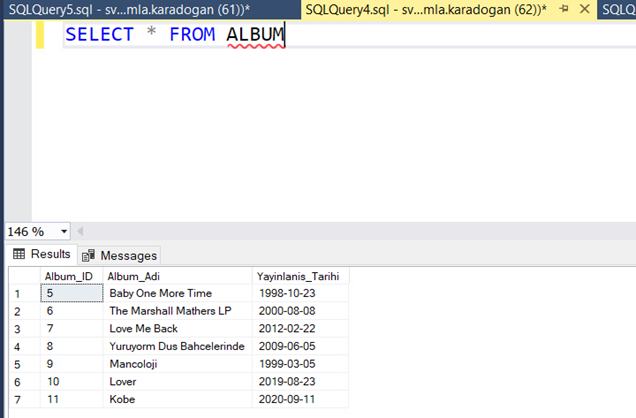 SQLQuery5.sql - sv...mla.karadogan (61))* SQLQuery4.sql - sv...mla.karadogan (62))* SQLQ
SELECT * FROM ALBUM
146 %
Results Messages
Album_ID Album_Adi Yayinlanis_Tarihi
1 5 Baby One More Time 1998-10-23
2 6 The Marshall Mathers LP 2000-08-08
3 7 Love Me Back 2012-02-22
4 8 Yuruyorm Dus Bahcelerinde 2009-06-05
5 9 Mancoloji 1999-03-05
6 10 Lover 2019-08-23
7 11 Kobe 2020-09-11